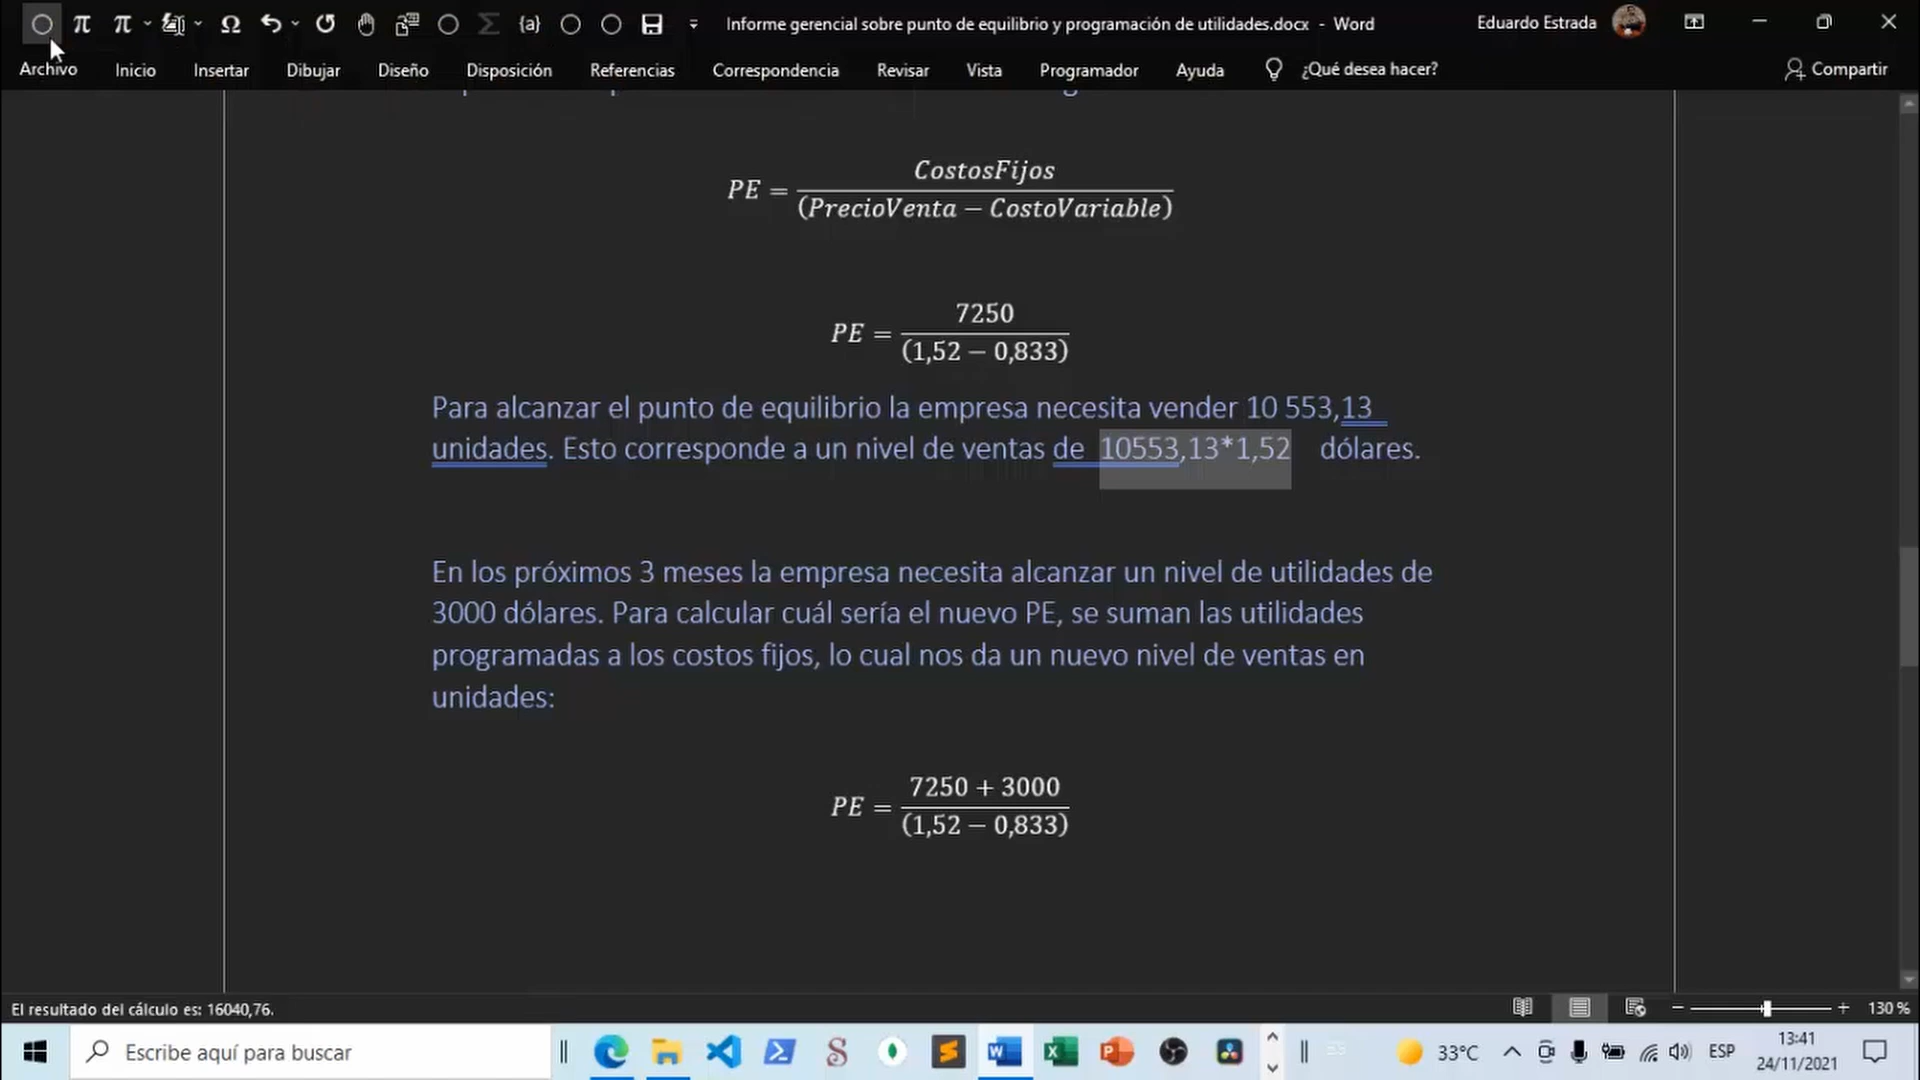 Informe gerencial sobre punto de equilibrio y programación de utilidades.docx - Word
Eduardo Estrada
Archivo Inicio Insertar Dibujar Diseño Disposición Referencias Correspondencia Revisar Vista Programador Ayuda ¿Qué desea hacer? Compartir
PE = CostosFijos / (PrecioVenta − CostoVariable)
PE = 7250 / (1,52 − 0,833)
Para alcanzar el punto de equilibrio la empresa necesita vender 10 553,13
unidades. Esto corresponde a un nivel de ventas de 10553,13*1,52 dólares.
En los próximos 3 meses la empresa necesita alcanzar un nivel de utilidades de
3000 dólares. Para calcular cuál sería el nuevo PE, se suman las utilidades
programadas a los costos fijos, lo cual nos da un nuevo nivel de ventas en
unidades:
PE = 7250 + 3000 / (1,52 − 0,833)
El resultado del cálculo es: 16040,76.
130 %
Escribe aquí para buscar
33°C
ESP
13:41
24/11/2021